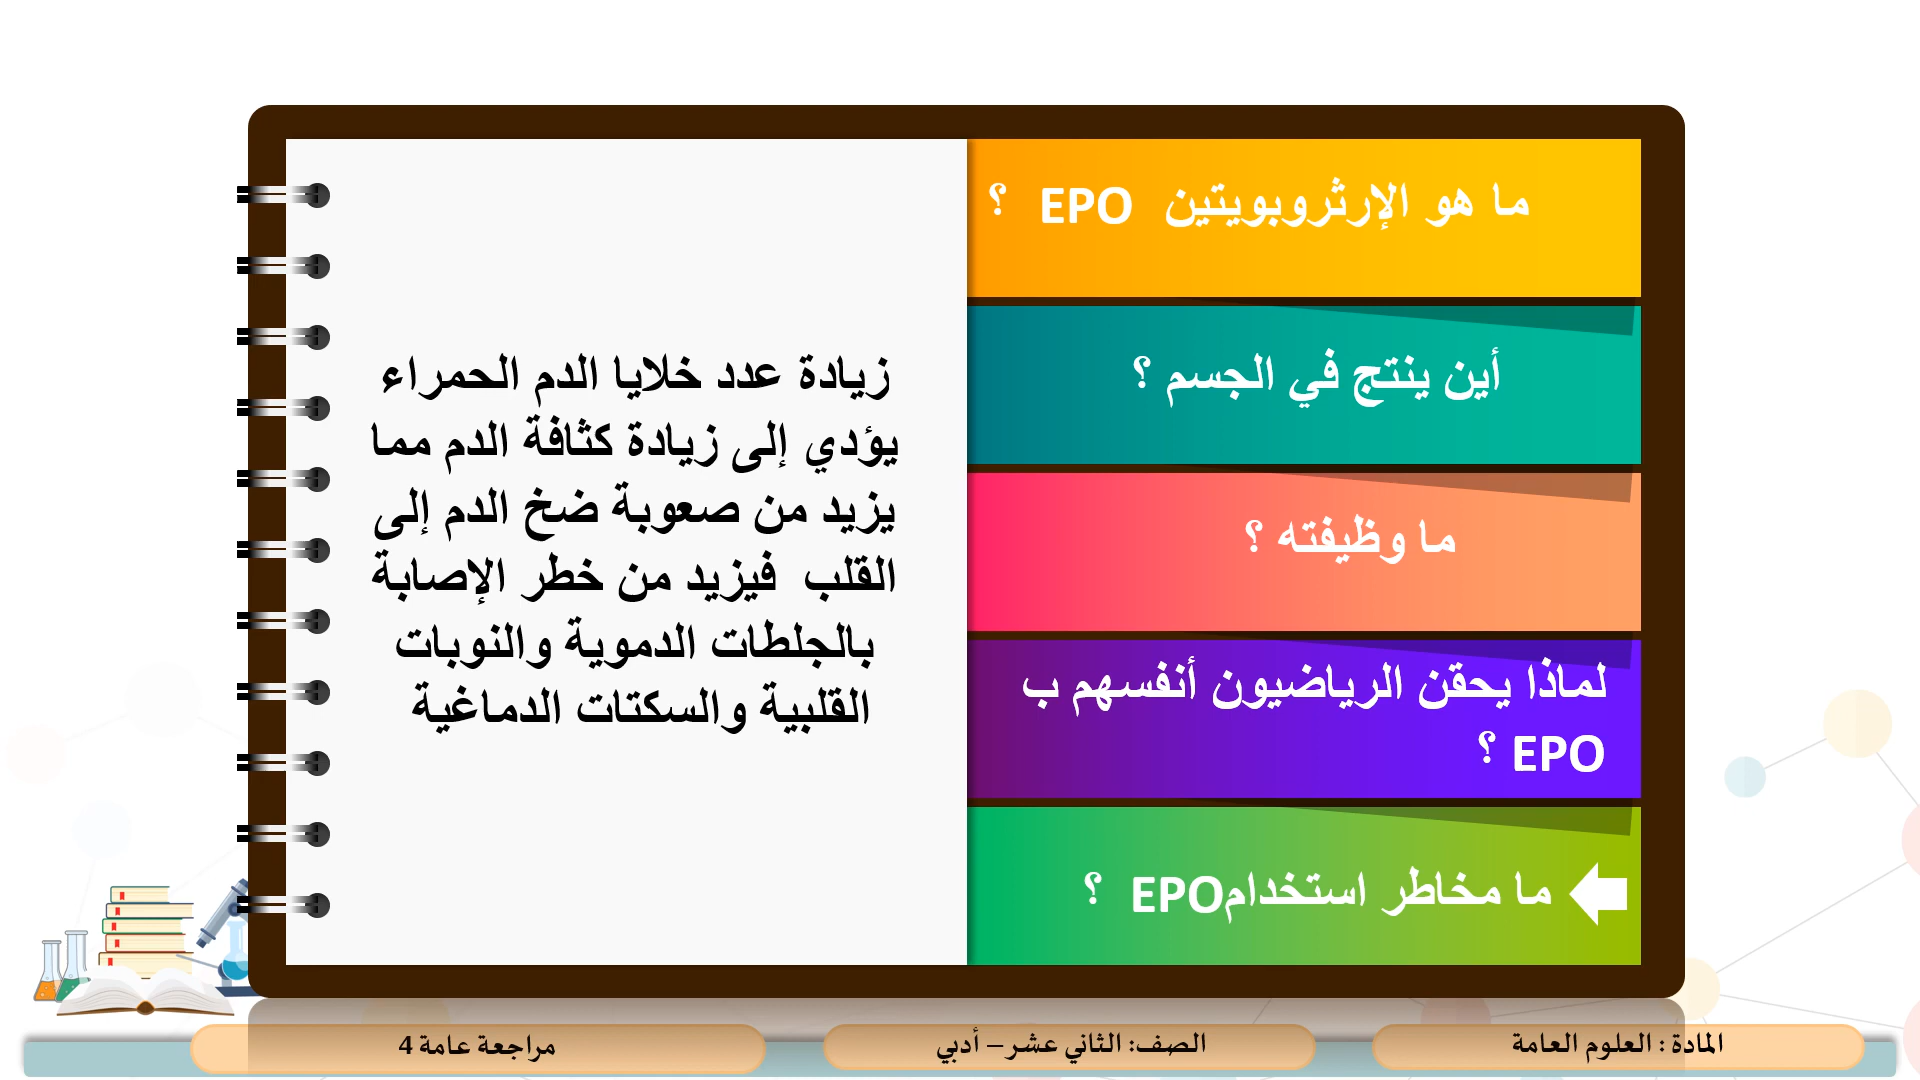 ما هو الإرثروبويتين EPO ؟
أين ينتج في الجسم ؟
ما وظيفته ؟
لماذا يحقن الرياضيون أنفسهم ب
EPO ؟
ما مخاطر استخدامEPO ؟
زيادة عدد خلايا الدم الحمراء
يؤدي إلى زيادة كثافة الدم مما
يزيد من صعوبة ضخ الدم إلى
القلب فيزيد من خطر الإصابة
بالجلطات الدموية والنوبات
القلبية والسكتات الدماغية
المادة : العلوم العامة
الصف: الثاني عشر – أدبي
مراجعة عامة 4